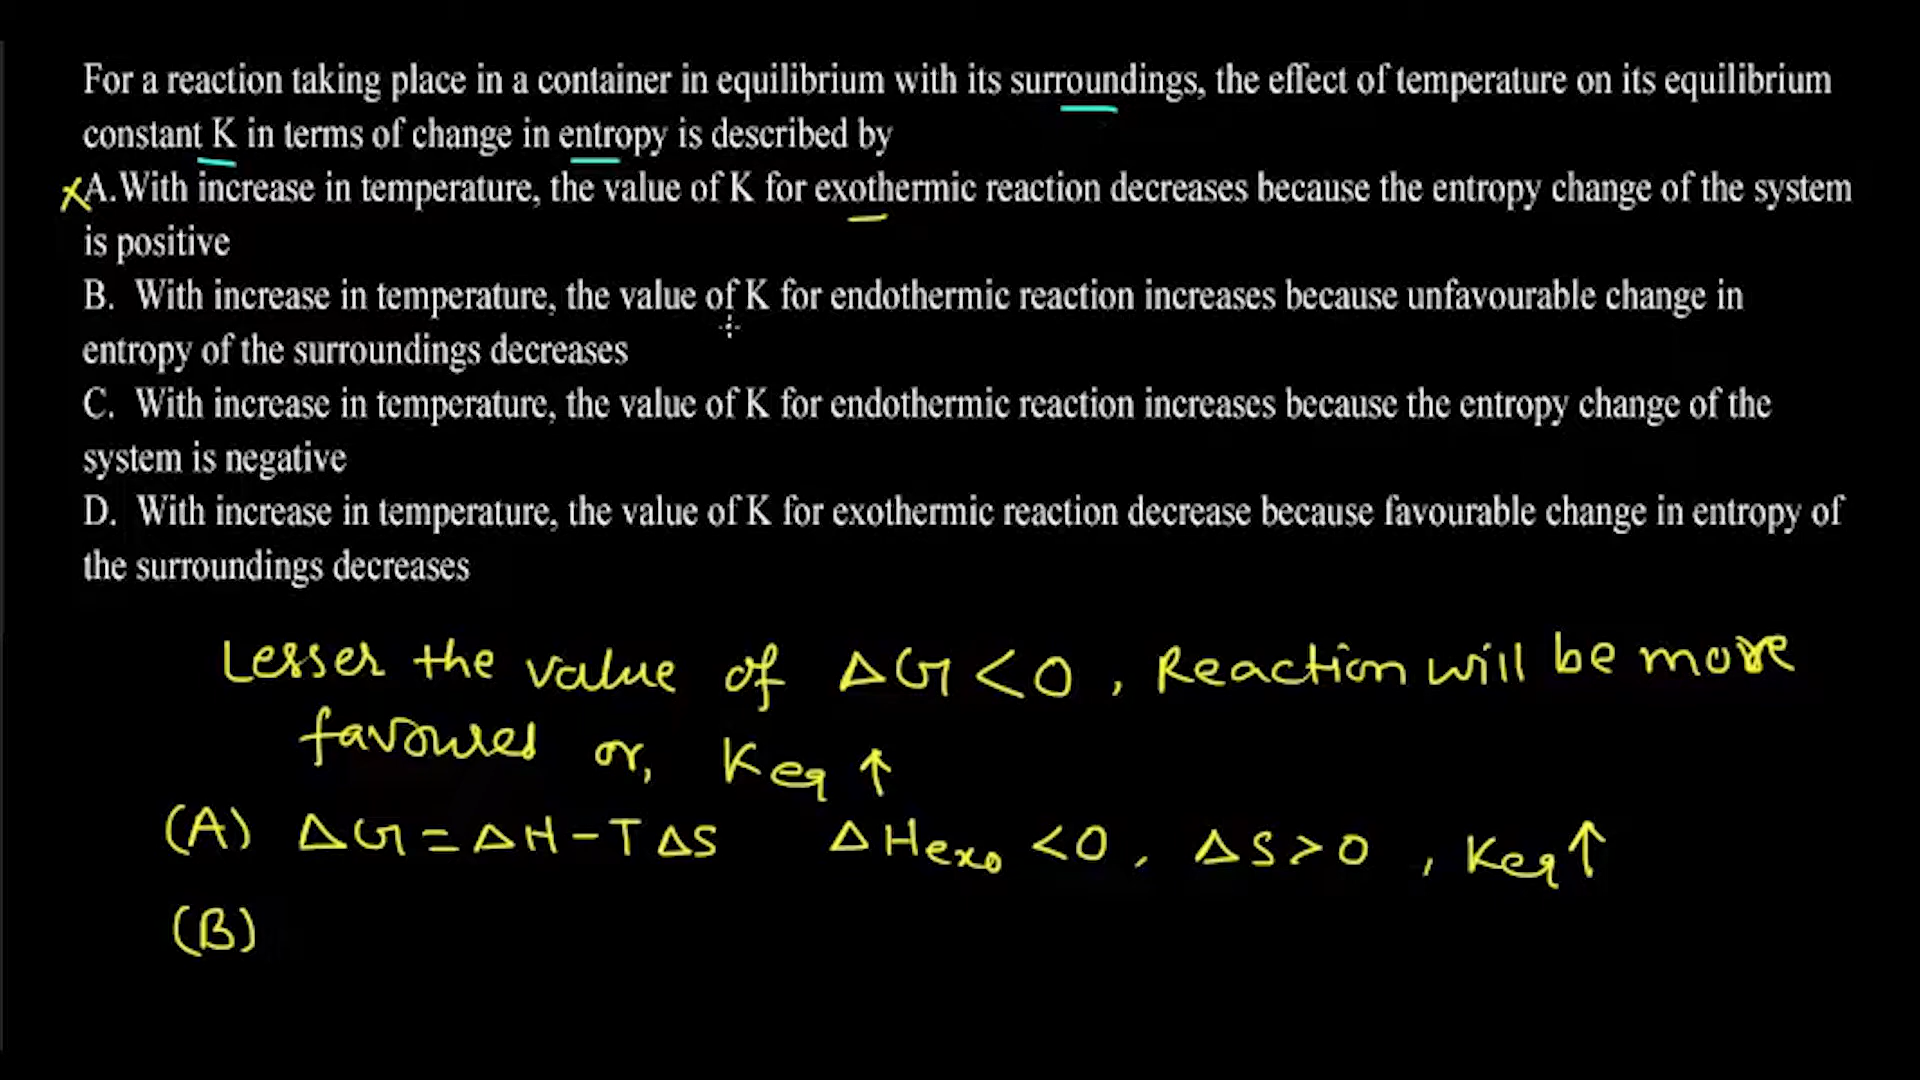 For a reaction taking place in a container in equilibrium with its surroundings, the effect of temperature on its equilibrium
constant K in terms of change in entropy is described by
XA.With increase in temperature, the value of K for exothermic reaction decreases because the entropy change of the system
is positive
B. With increase in temperature, the value of K for endothermic reaction increases because unfavourable change in
entropy of the surroundings decreases
C. With increase in temperature, the value of K for endothermic reaction increases because the entropy change of the
system is negative
D. With increase in temperature, the value of K for exothermic reaction decrease because favourable change in entropy of
the surroundings decreases
Lesser the value of ΔG < 0, Reaction will be more
favoured or, Keq ↑
(A) ΔG = ΔH - TΔS ΔHexo < 0, ΔS > 0, Keq ↑
(B)